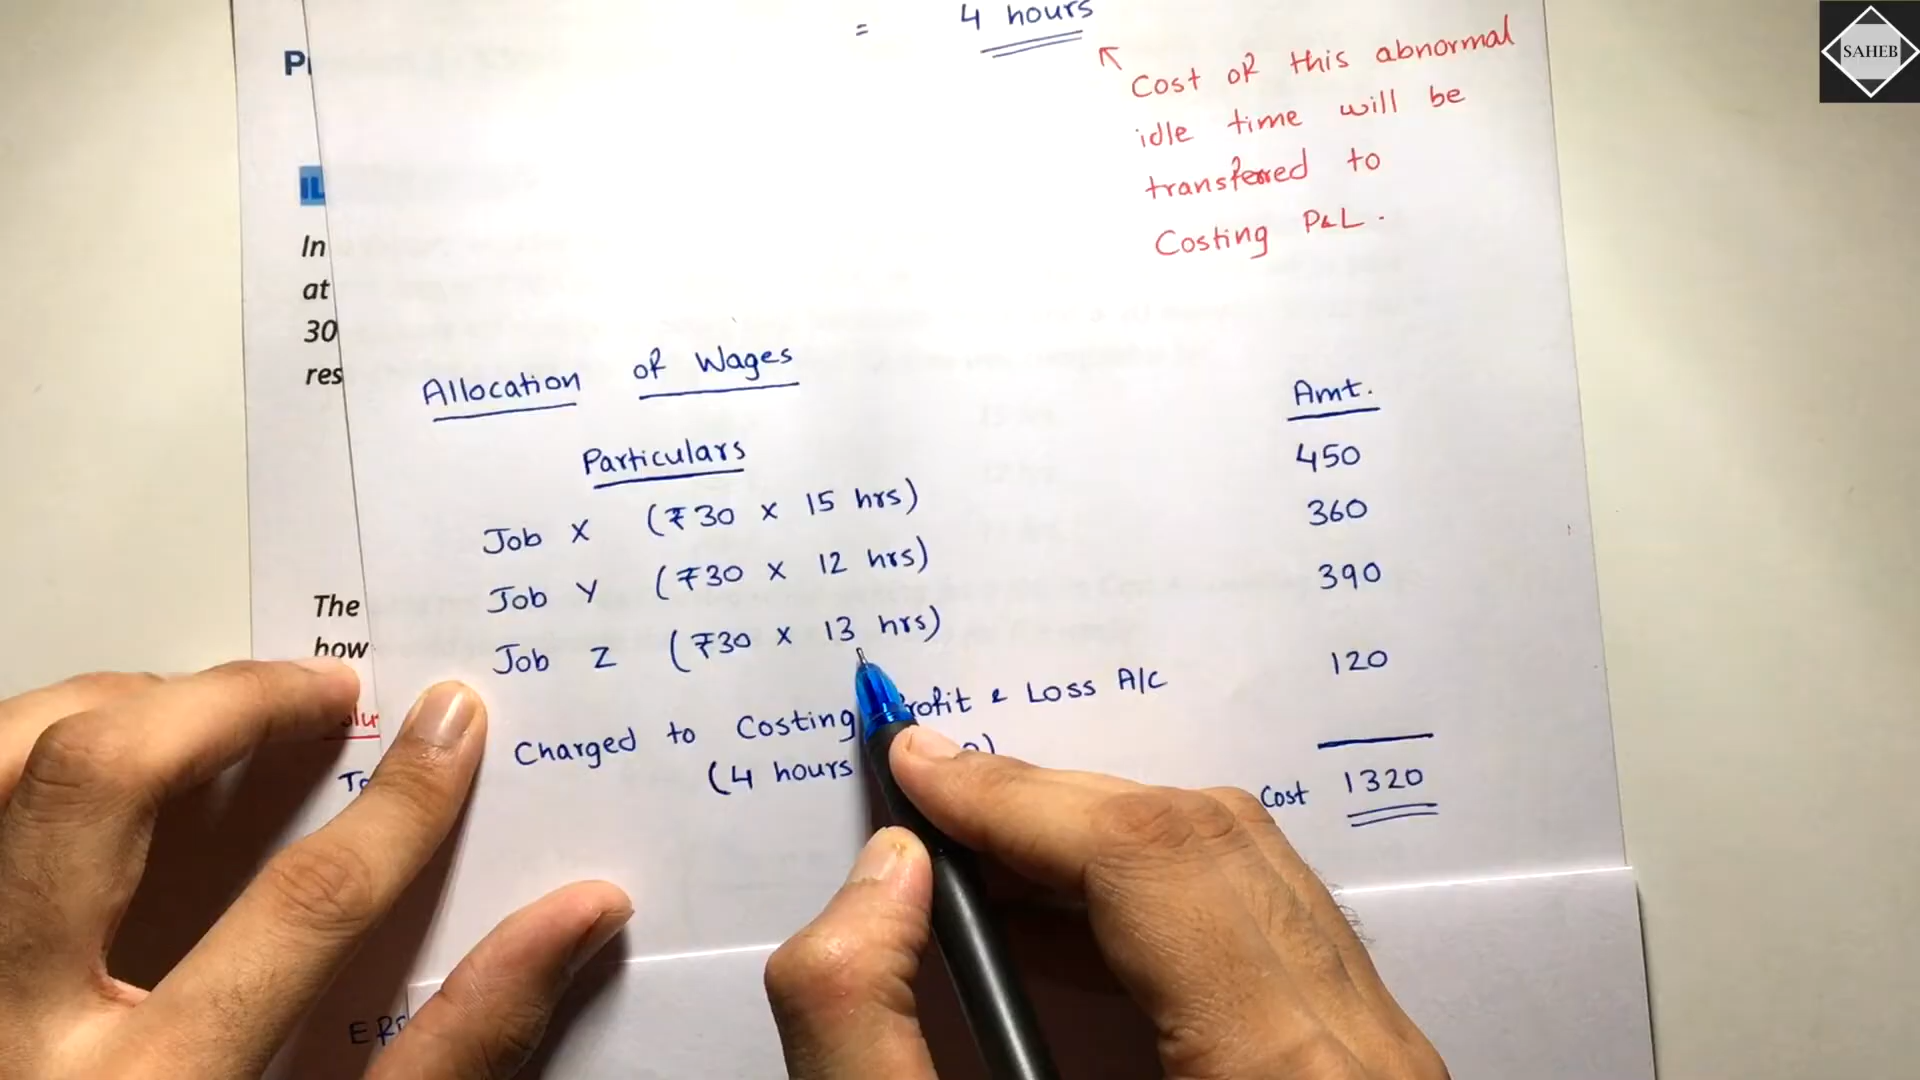 = 4 hours
SAHEB
Cost of this abnormal
idle time will be
transferred to
Costing P&L.
In
at
30
res
The
how
Allocation of Wages
Particulars Amt.
Job X (₹30 × 15 hrs) 450
Job Y (₹30 × 12 hrs) 360
Job Z (₹30 × 13 hrs) 390
Charged to Costing Profit & Loss A/c 120
(4 hours
Cost 1320